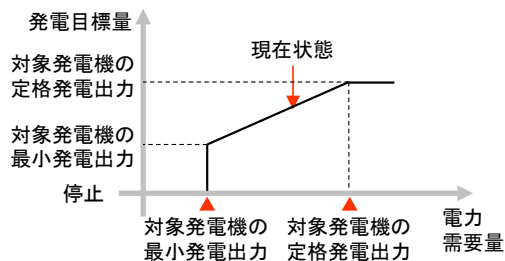 発電目標量
現在状態
対象発電機の
定格発電出力
対象発電機の
最小発電出力
停止
対象発電機の
最小発電出力
対象発電機の
定格発電出力
電力
需要量